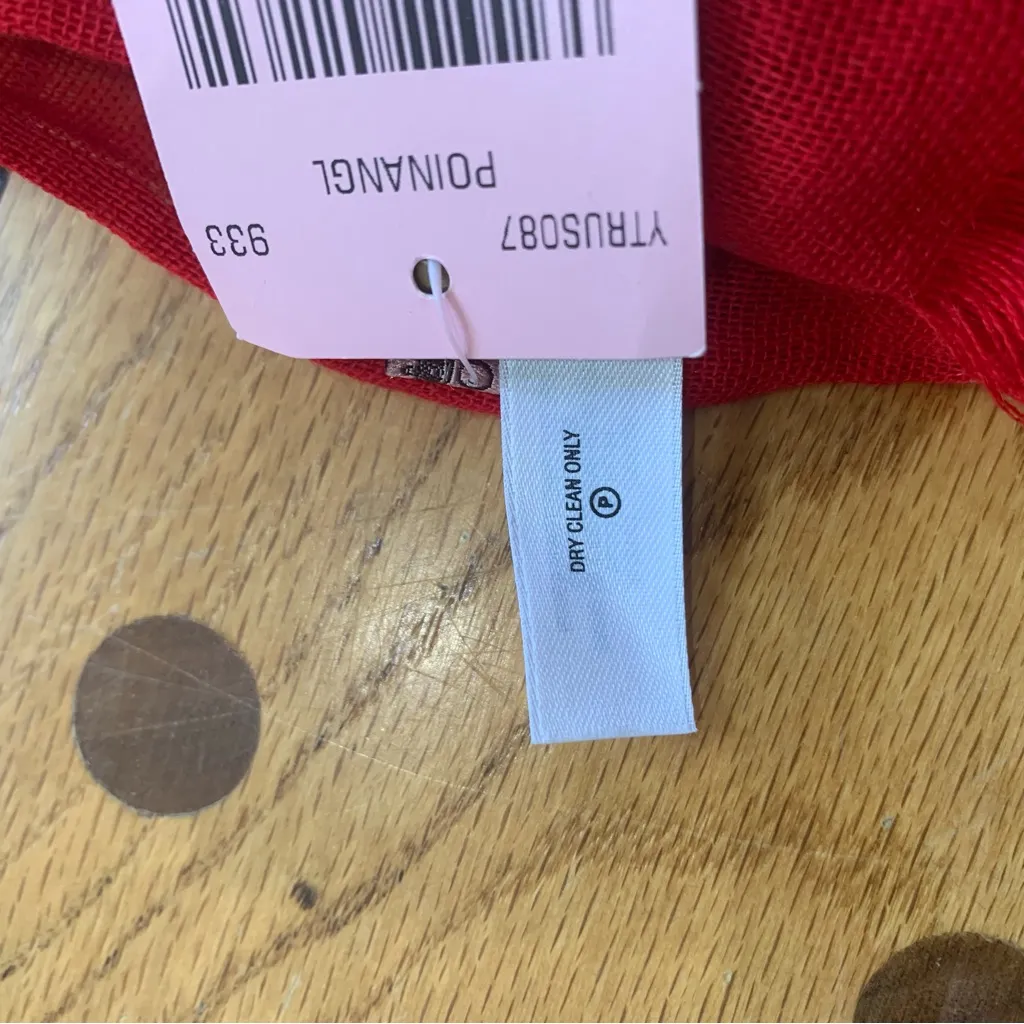 YTRUS087 933
POINANGL
DRY CLEAN ONLY
P